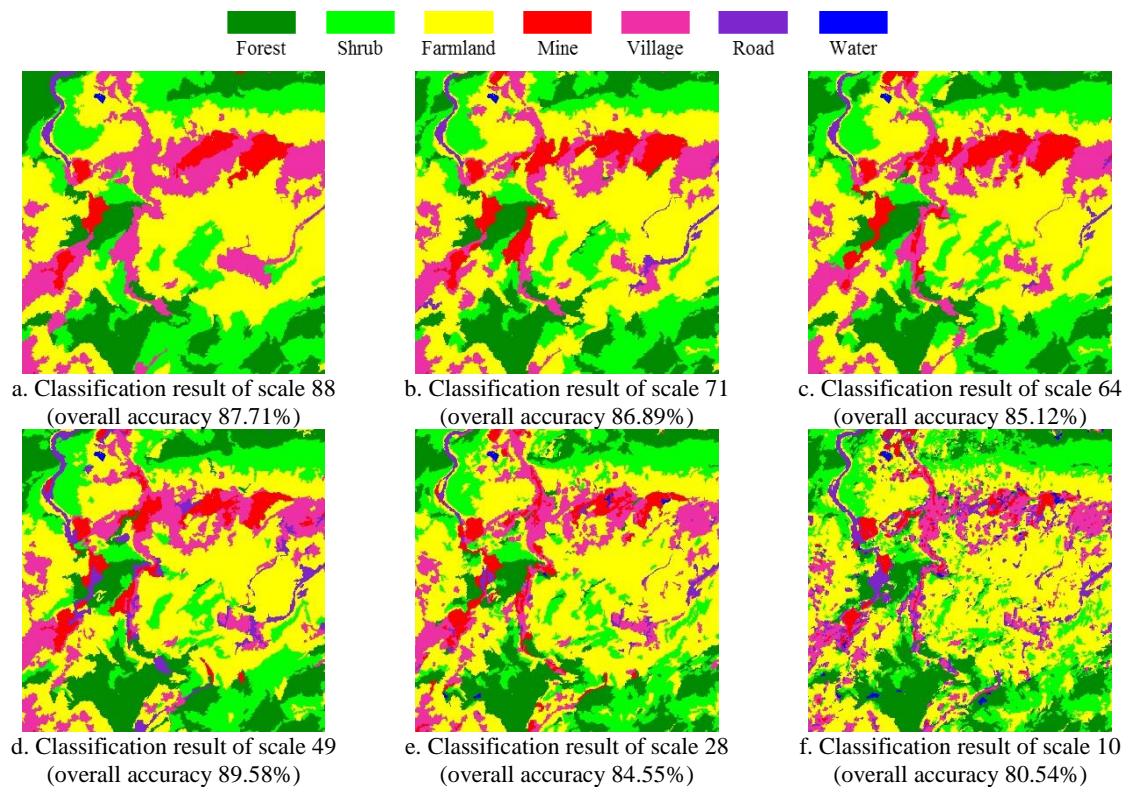 Forest Shrub Farmland Mine Village Road Water
a. Classification result of scale 88
(overall accuracy 87.71%)
b. Classification result of scale 71
(overall accuracy 86.89%)
c. Classification result of scale 64
(overall accuracy 85.12%)
d. Classification result of scale 49
(overall accuracy 89.58%)
e. Classification result of scale 28
(overall accuracy 84.55%)
f. Classification result of scale 10
(overall accuracy 80.54%)